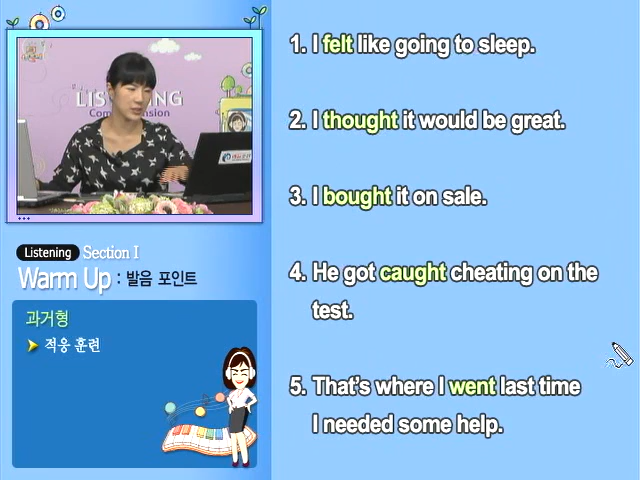 LISTENING
Comprehension
Listening Section I
Warm Up : 발음 포인트
과거형
적응 훈련
1. I felt like going to sleep.
2. I thought it would be great.
3. I bought it on sale.
4. He got caught cheating on the
test.
5. That's where I went last time
I needed some help.